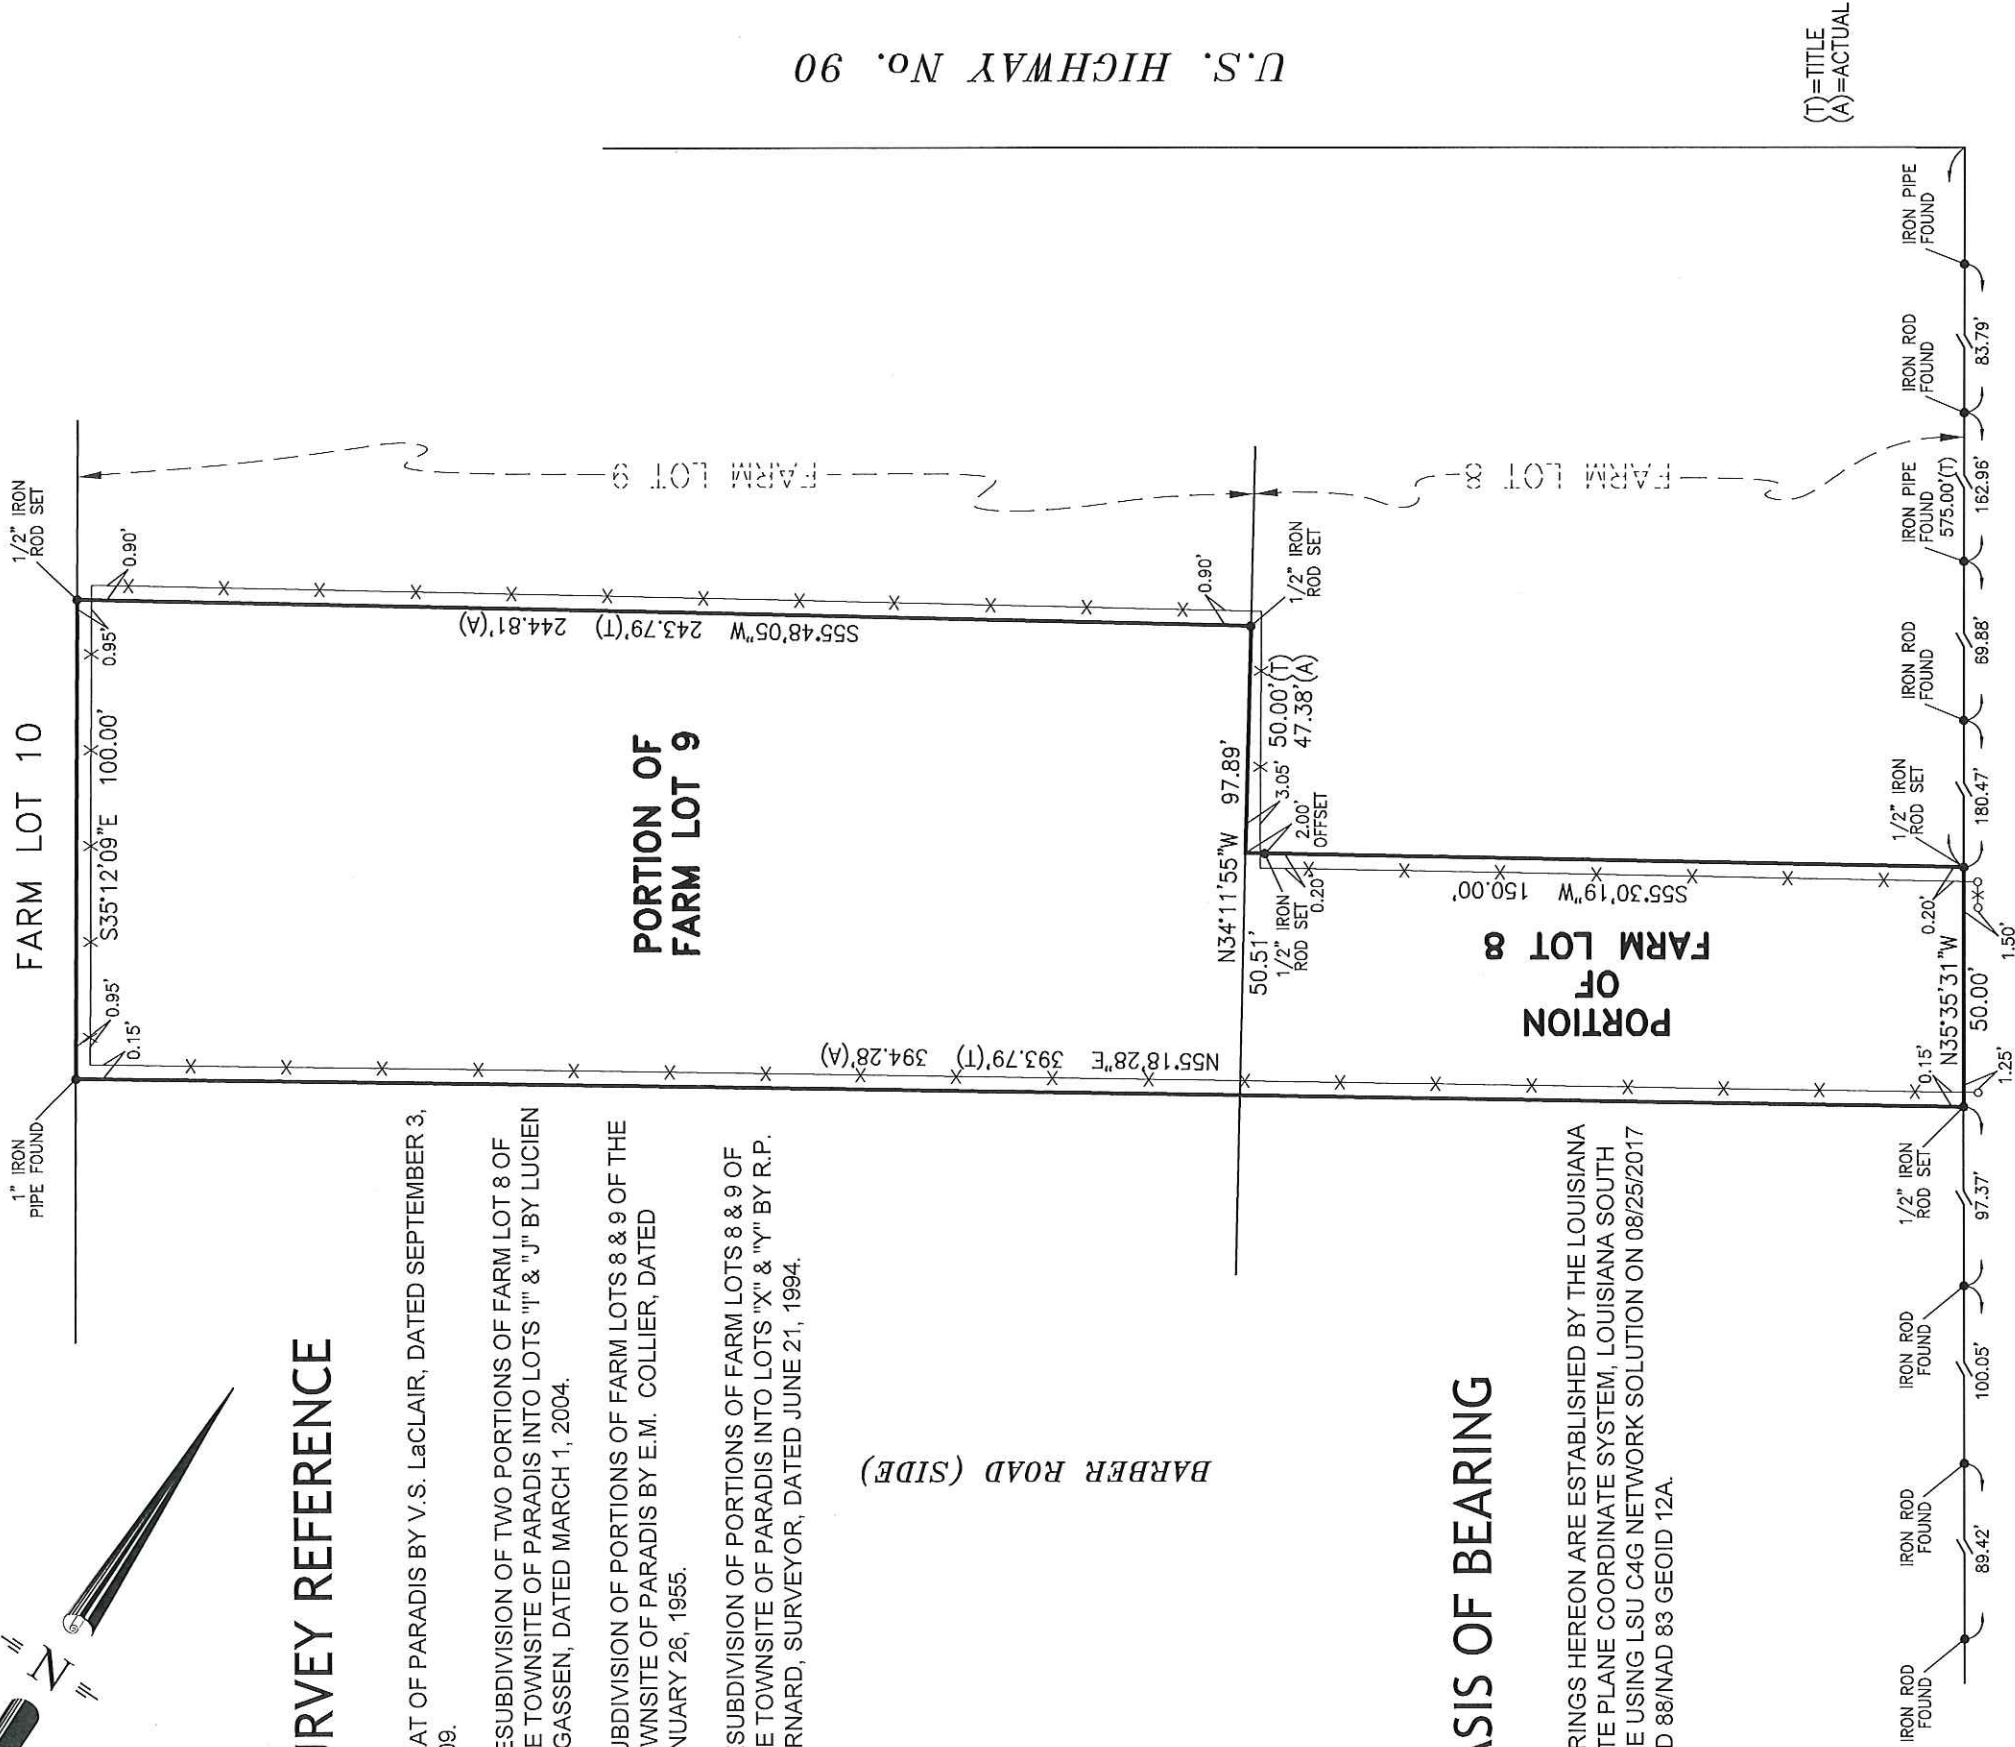 U.S. HIGHWAY No. 90
(T)=TITLE
(A)=ACTUAL
FARM LOT 10
1/2" IRON
ROD SET
1" IRON
PIPE FOUND
0.95'
0.90'
S35°12'09"E 100.00'
0.95'
0.15'
FARM LOT 9
FARM LOT 8
S55°48'05"W 243.79'(T) 244.81'(A)
0.90'
1/2" IRON
ROD SET
PORTION OF
FARM LOT 9
N34°11'55"W 97.89'
50.00'(T)
47.38'(A)
3.05'
2.00'
OFFSET
50.51'
1/2" IRON
ROD SET
0.20'
N55°18'28"E 393.79'(T) 394.28'(A)
S55°30'19"W 150.00'
PORTION
OF
FARM LOT 8
0.20'
0.15'
N35°35'31"W
50.00'
1.50'
1.25'
IRON PIPE
FOUND
IRON ROD
FOUND
83.79'
IRON PIPE
FOUND
575.00'(T)
162.96'
IRON ROD
FOUND
69.88'
1/2" IRON
ROD SET
180.47'
1/2" IRON
ROD SET
97.37'
IRON ROD
FOUND
100.05'
IRON ROD
FOUND
89.42'
IRON ROD
FOUND
BARBER ROAD (SIDE)
N
RVEY REFERENCE
AT OF PARADIS BY V.S. LaCLAIR, DATED SEPTEMBER 3,
09.
ESUBDIVISION OF TWO PORTIONS OF FARM LOT 8 OF
E TOWNSITE OF PARADIS INTO LOTS "I" & "J" BY LUCIEN
GASSEN, DATED MARCH 1, 2004.
UBDIVISION OF PORTIONS OF FARM LOTS 8 & 9 OF THE
WNSITE OF PARADIS BY E.M. COLLIER, DATED
NUARY 26, 1955.
SUBDIVISION OF PORTIONS OF FARM LOTS 8 & 9 OF
E TOWNSITE OF PARADIS INTO LOTS "X" & "Y" BY R.P.
RNARD, SURVEYOR, DATED JUNE 21, 1994.
ASIS OF BEARING
RINGS HEREON ARE ESTABLISHED BY THE LOUISIANA
TE PLANE COORDINATE SYSTEM, LOUISIANA SOUTH
E USING LSU C4G NETWORK SOLUTION ON 08/25/2017
D 88/NAD 83 GEOID 12A.